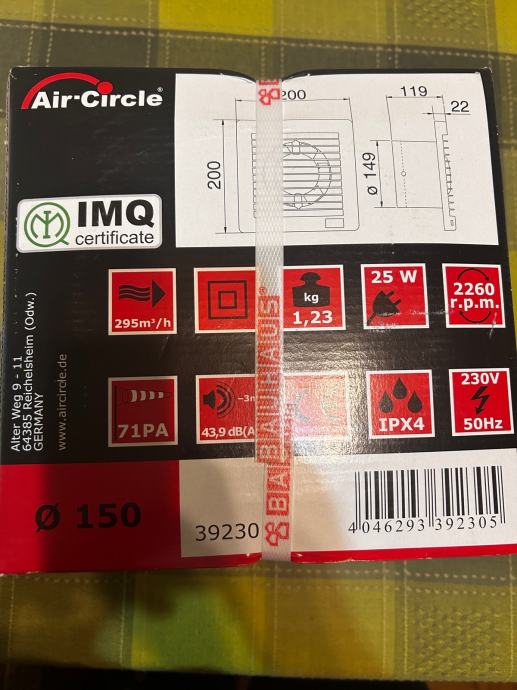 Air-Circle®
200
119
22
200
ø 149
IMQ
certificate
295m³/h
kg
1,23
25 W
2260
r.p.m.
71PA
43,9 dB(A
IPX4
230V
50Hz
Alter Weg 9 - 11
64385 Reichelsheim (Odw.)
GERMANY
www.aircircle.de
BAUHAUS®
Ø 150
39230
4 046293 392305